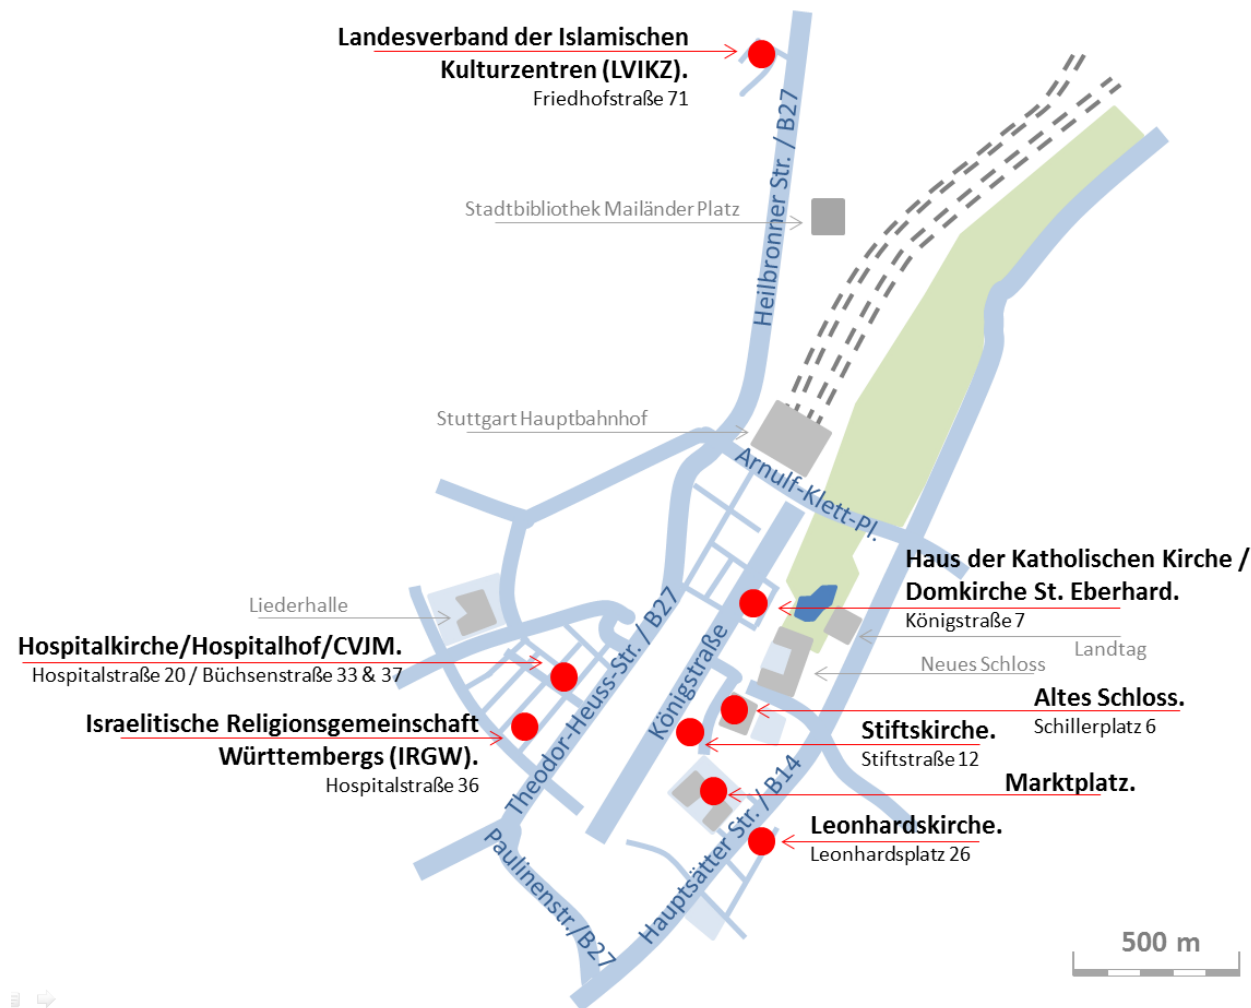 Landesverband der Islamischen
Kulturzentren (LVIKZ).
Friedhofstraße 71
Heilbronner Str. / B27
Stadtbibliothek Mailänder Platz
Stuttgart Hauptbahnhof
Arnulf-Klett-Pl.
Haus der Katholischen Kirche /
Domkirche St. Eberhard.
Königstraße 7
Liederhalle
Hospitalkirche/Hospitalhof/CVJM.
Hospitalstraße 20 / Büchsenstraße 33 & 37
Landtag
Neues Schloss
Theodor-Heuss-Str. / B27
Königstraße
Israelitische Religionsgemeinschaft
Württembergs (IRGW).
Hospitalstraße 36
Altes Schloss.
Schillerplatz 6
Stiftskirche.
Stiftstraße 12
Marktplatz.
Leonhardskirche.
Leonhardsplatz 26
Hauptsätter Str. / B14
Paulinenstr./B27
500 m